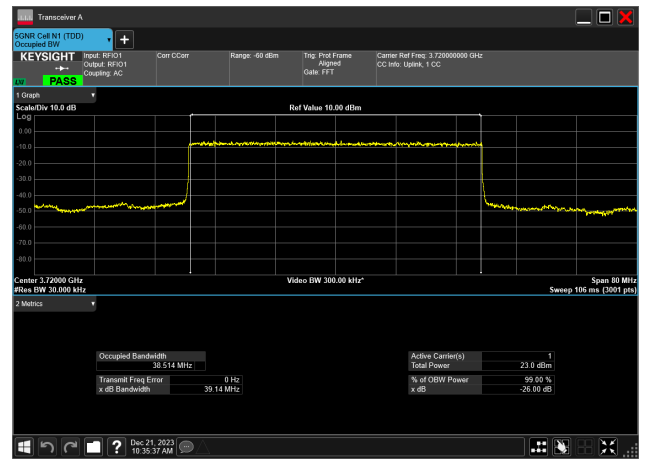 Transceiver A
5GNR Cell N1 (TDD)
Occupied BW
KEYSIGHT
LW
PASS
Input: RFIO1
Output: RFIO1
Coupling: AC
Corr CCorr
Range: -60 dBm
Trig: Prot Frame
Aligned
Gate: FFT
Carrier Ref Freq: 3.720000000 GHz
CC Info: Uplink, 1 CC
1 Graph
Scale/Div 10.0 dB
Ref Value 10.00 dBm
Log
0.00
-10.0
-20.0
-30.0
-40.0
-50.0
-60.0
-70.0
-80.0
Center 3.72000 GHz
Video BW 300.00 kHz*
Span 80 MHz
#Res BW 30.000 kHz
Sweep 106 ms (3001 pts)
2 Metrics
Occupied Bandwidth
38.514 MHz
Transmit Freq Error 0 Hz
x dB Bandwidth 39.14 MHz
Active Carrier(s) 1
Total Power 23.0 dBm
% of OBW Power 99.00 %
x dB -26.00 dB
Dec 21, 2023
10:35:37 AM